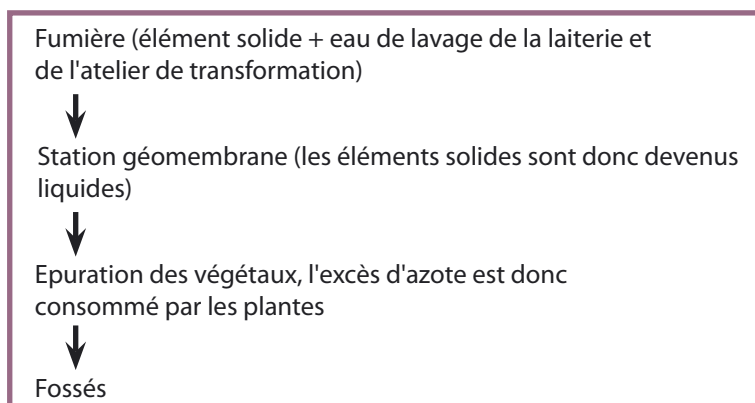 Fumière (élément solide + eau de lavage de la laiterie et
de l'atelier de transformation)
Station géomembrane (les éléments solides sont donc devenus
liquides)
Epuration des végétaux, l'excès d'azote est donc
consommé par les plantes
Fossés